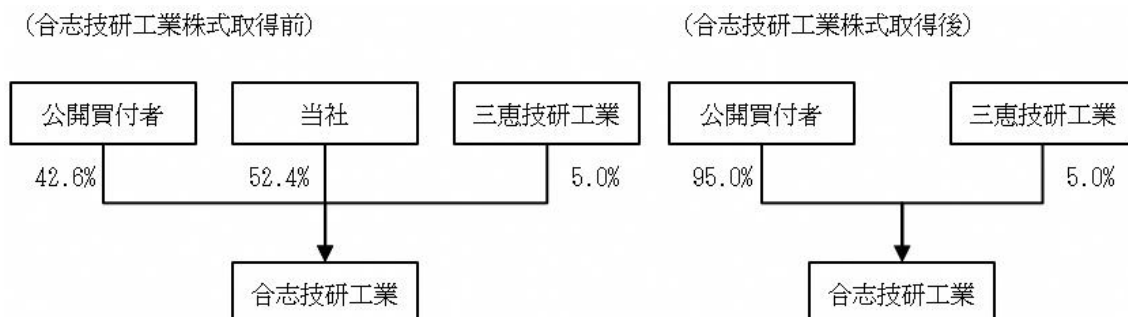 (合志技研工業株式取得前)
(合志技研工業株式取得後)
公開買付者
当社
三恵技研工業
公開買付者
三恵技研工業
42.6%
52.4%
5.0%
95.0%
5.0%
合志技研工業
合志技研工業